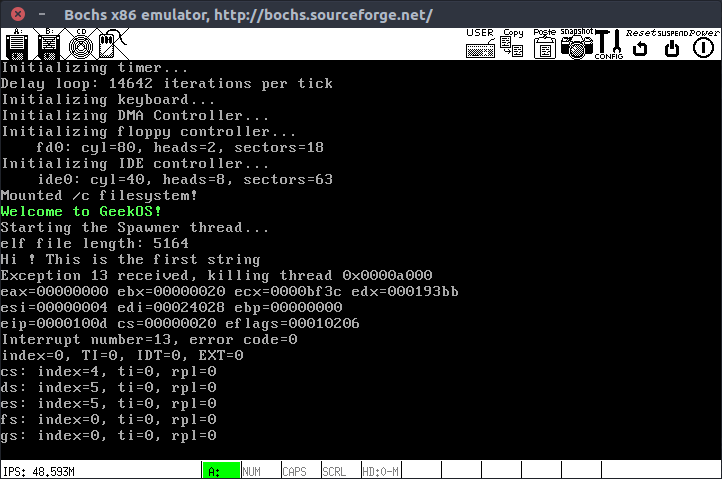 Bochs x86 emulator, http://bochs.sourceforge.net/
A: B: CD USER Copy Paste snapshot CONFIG Reset SUSPEND Power
Initializing timer...
Delay loop: 14642 iterations per tick
Initializing keyboard...
Initializing DMA Controller...
Initializing floppy controller...
    fd0: cyl=80, heads=2, sectors=18
Initializing IDE controller...
    ide0: cyl=40, heads=8, sectors=63
Mounted /c filesystem!
Welcome to GeekOS!
Starting the Spawner thread...
elf file length: 5164
Hi ! This is the first string
Exception 13 received, killing thread 0x0000a000
eax=00000000 ebx=00000020 ecx=0000bf3c edx=000193bb
esi=00000004 edi=00024028 ebp=00000000
eip=0000100d cs=00000020 eflags=00010206
Interrupt number=13, error code=0
index=0, TI=0, IDT=0, EXT=0
cs: index=4, ti=0, rpl=0
ds: index=5, ti=0, rpl=0
es: index=5, ti=0, rpl=0
fs: index=0, ti=0, rpl=0
gs: index=0, ti=0, rpl=0
IPS: 48.593M A: NUM CAPS SCRL HD:0-M